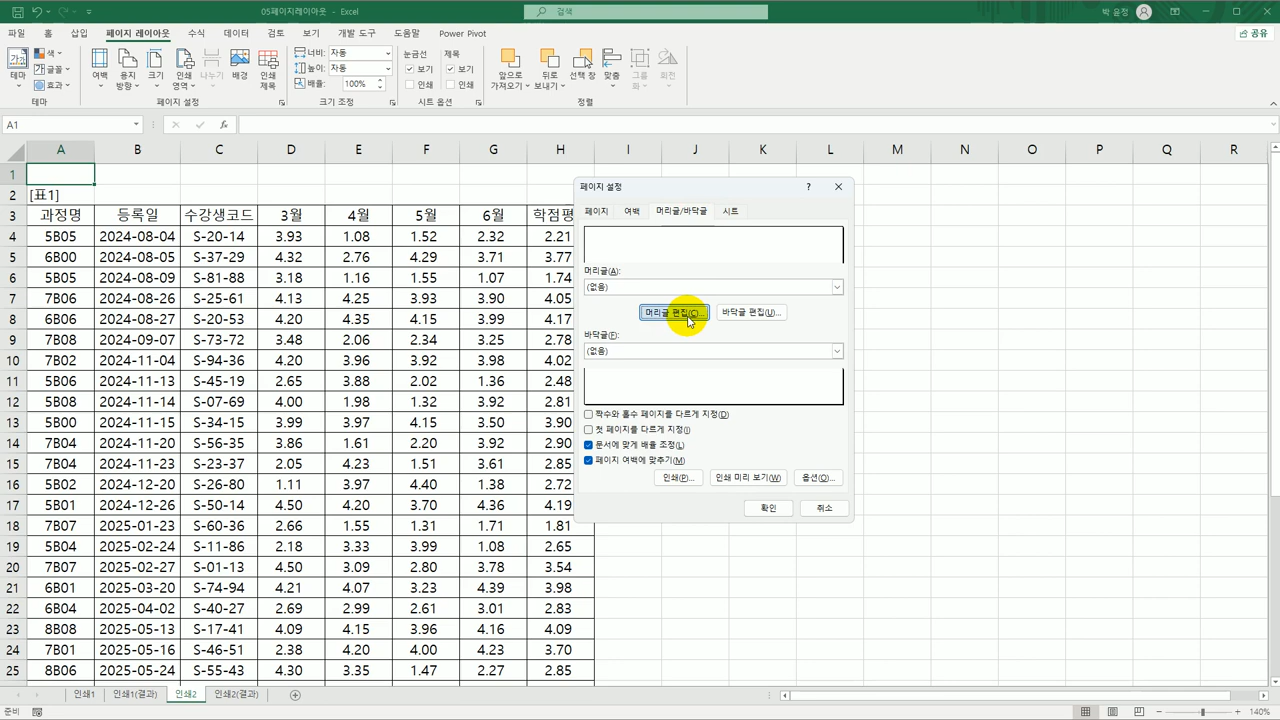 05페이지레이아웃 - Excel
검색
박 윤정
파일 홈 삽입 페이지 레이아웃 수식 데이터 검토 보기 개발 도구 도움말 Power Pivot
공유
테마 색 글꼴 효과
여백 용지 방향 크기 인쇄 영역 나누기 배경 인쇄 제목
너비: 자동
높이: 자동
배율: 100%
눈금선 제목
보기 보기
인쇄 인쇄
앞으로 가져오기 뒤로 보내기 선택 창 맞춤 그룹화 회전
테마 페이지 설정 크기 조정 시트 옵션 정렬
A1 fx
A B C D E F G H I J K L M N O P Q R
1
2 [표1]
3 과정명 등록일 수강생코드 3월 4월 5월 6월 학점평
4 5B05 2024-08-04 S-20-14 3.93 1.08 1.52 2.32 2.21
5 6B00 2024-08-05 S-37-29 4.32 2.76 4.29 3.71 3.77
6 5B05 2024-08-09 S-81-88 3.18 1.16 1.55 1.07 1.74
7 7B06 2024-08-26 S-25-61 4.13 4.25 3.93 3.90 4.05
8 6B06 2024-08-27 S-20-53 4.20 4.35 4.15 3.99 4.17
9 7B08 2024-09-07 S-73-72 3.48 2.06 2.34 3.25 2.78
10 7B02 2024-11-04 S-94-36 4.20 3.96 3.92 3.98 4.02
11 5B06 2024-11-13 S-45-19 2.65 3.88 2.02 1.36 2.48
12 5B08 2024-11-14 S-07-69 4.00 1.98 1.32 3.92 2.81
13 5B00 2024-11-15 S-34-15 3.99 3.97 4.15 3.50 3.90
14 7B04 2024-11-20 S-56-35 3.86 1.61 2.20 3.92 2.90
15 7B04 2024-11-23 S-23-37 2.05 4.23 1.51 3.61 2.85
16 5B02 2024-12-20 S-26-80 1.11 3.97 4.40 1.38 2.72
17 5B01 2024-12-26 S-50-14 4.50 4.20 3.70 4.36 4.19
18 7B07 2025-01-23 S-60-36 2.66 1.55 1.31 1.71 1.81
19 5B04 2025-02-24 S-11-86 2.18 3.33 3.99 1.08 2.65
20 7B07 2025-02-27 S-01-13 4.50 3.09 2.80 3.78 3.54
21 6B01 2025-03-20 S-74-94 4.21 4.07 3.23 4.39 3.98
22 6B04 2025-04-02 S-40-27 2.69 2.99 2.61 3.01 2.83
23 8B08 2025-05-13 S-17-41 4.09 4.15 3.96 4.16 4.09
24 7B01 2025-05-16 S-46-51 2.38 4.20 4.00 4.23 3.70
25 8B06 2025-05-24 S-55-43 4.30 3.35 1.47 2.27 2.85
페이지 설정 ?
페이지 여백 머리글/바닥글 시트
머리글(A):
(없음)
머리글 편집(C)... 바닥글 편집(U)...
바닥글(F):
(없음)
짝수와 홀수 페이지를 다르게 지정(D)
첫 페이지를 다르게 지정(I)
문서에 맞게 배율 조정(L)
페이지 여백에 맞추기(M)
인쇄(P)... 인쇄 미리 보기(W) 옵션(O)...
확인 취소
인쇄1 인쇄1(결과) 인쇄2 인쇄2(결과)
준비 140%